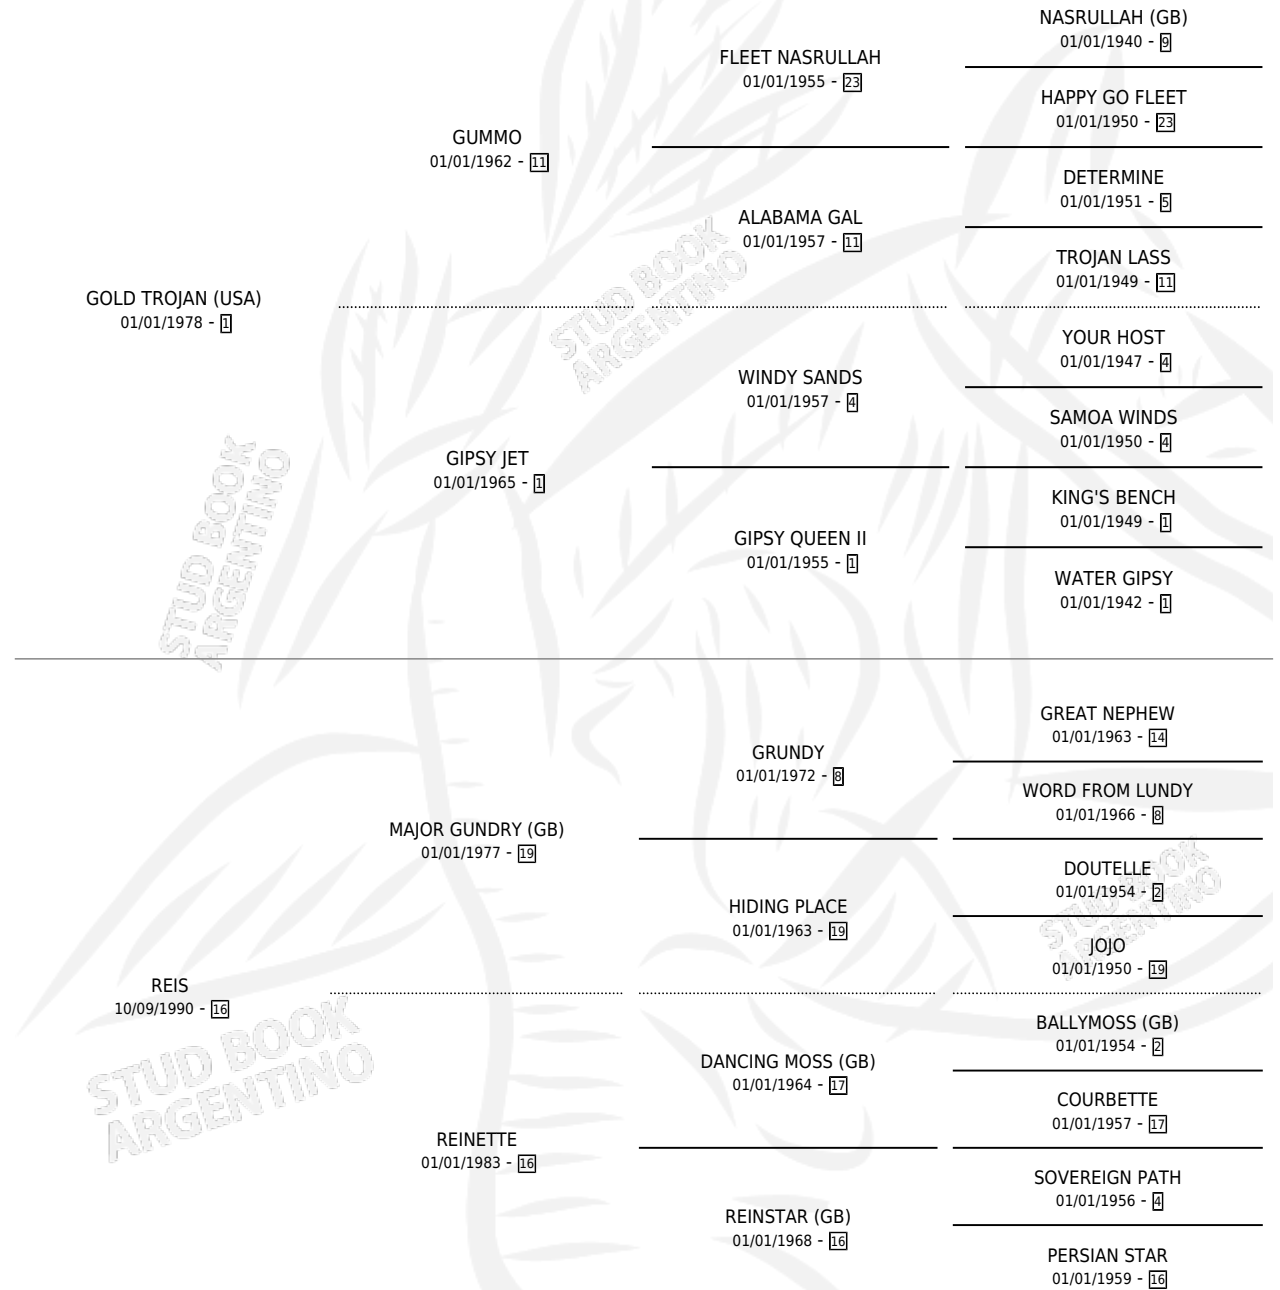 NASRULLAH (GB)
01/01/1940 - 9
FLEET NASRULLAH
01/01/1955 - 23
HAPPY GO FLEET
01/01/1950 - 23
GUMMO
01/01/1962 - 11
DETERMINE
01/01/1951 - 5
ALABAMA GAL
01/01/1957 - 11
TROJAN LASS
01/01/1949 - 11
GOLD TROJAN (USA)
01/01/1978 - 1
YOUR HOST
01/01/1947 - 4
WINDY SANDS
01/01/1957 - 4
SAMOA WINDS
01/01/1950 - 4
GIPSY JET
01/01/1965 - 1
KING'S BENCH
01/01/1949 - 1
GIPSY QUEEN II
01/01/1955 - 1
WATER GIPSY
01/01/1942 - 1
GREAT NEPHEW
01/01/1963 - 14
GRUNDY
01/01/1972 - 8
WORD FROM LUNDY
01/01/1966 - 8
MAJOR GUNDRY (GB)
01/01/1977 - 19
DOUTELLE
01/01/1954 - 2
HIDING PLACE
01/01/1963 - 19
JOJO
01/01/1950 - 19
REIS
10/09/1990 - 16
BALLYMOSS (GB)
01/01/1954 - 2
DANCING MOSS (GB)
01/01/1964 - 17
COURBETTE
01/01/1957 - 17
REINETTE
01/01/1983 - 16
SOVEREIGN PATH
01/01/1956 - 4
REINSTAR (GB)
01/01/1968 - 16
PERSIAN STAR
01/01/1959 - 16
STUD BOOK
ARGENTINO
STUD BOOK
ARGENTINO
STUD BOOK
ARGENTINO
STUD BOOK
ARGENTINO